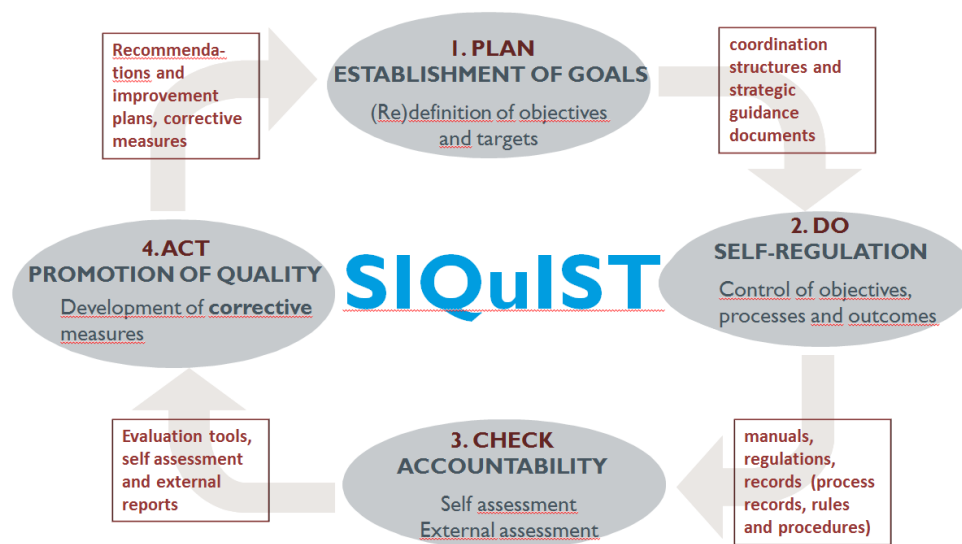 1. PLAN
ESTABLISHMENT OF GOALS
(Re)definition of objectives
and targets
coordination
structures and
strategic
guidance
documents
2. DO
SELF-REGULATION
Control of objectives,
processes and outcomes
manuals,
regulations,
records (process
records, rules
and procedures)
3. CHECK
ACCOUNTABILITY
Self assessment
External assessment
Evaluation tools,
self assessment
and external
reports
4. ACT
PROMOTION OF QUALITY
Development of corrective
measures
Recommenda-
tions and
improvement
plans, corrective
measures
SIQuIST